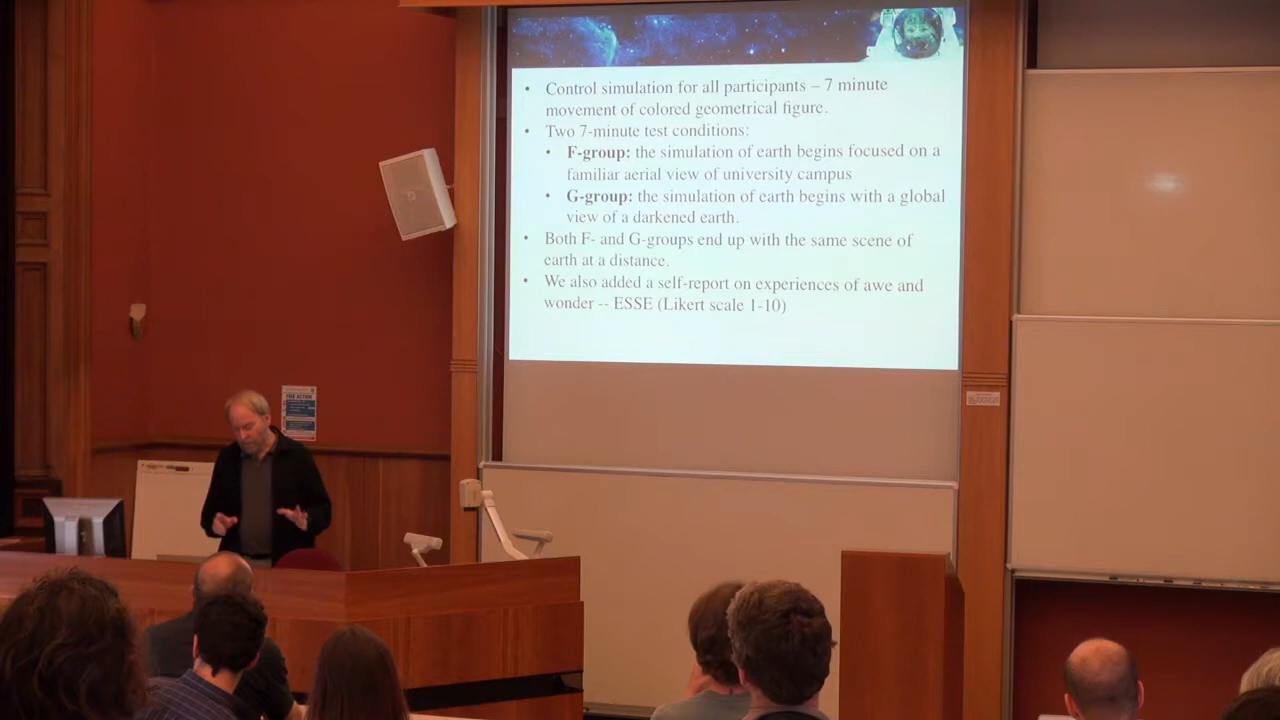 • Control simulation for all participants – 7 minute
movement of colored geometrical figure.
• Two 7-minute test conditions:
• F-group: the simulation of earth begins focused on a
familiar aerial view of university campus
• G-group: the simulation of earth begins with a global
view of a darkened earth.
• Both F- and G-groups end up with the same scene of
earth at a distance.
• We also added a self-report on experiences of awe and
wonder -- ESSE (Likert scale 1-10)
FIRE ACTION